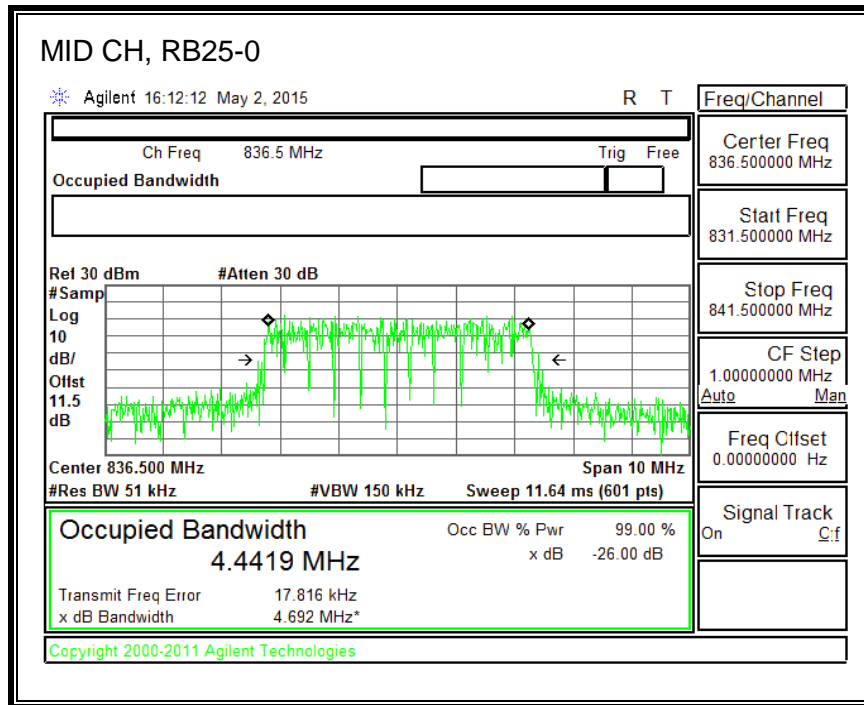 MID CH, RB25-0
Agilent 16:12:12 May 2, 2015 R T
Freq/Channel
Ch Freq 836.5 MHz Trig Free
Occupied Bandwidth
Center Freq
836.500000 MHz
Start Freq
831.500000 MHz
Stop Freq
841.500000 MHz
CF Step
1.00000000 MHz
Auto Man
Freq Offset
0.00000000 Hz
Signal Track
On Off
Ref 30 dBm #Atten 30 dB
#Samp
Log
10
dB/
Offst
11.5
dB
Center 836.500 MHz Span 10 MHz
#Res BW 51 kHz #VBW 150 kHz Sweep 11.64 ms (601 pts)
Occupied Bandwidth Occ BW % Pwr 99.00 %
4.4419 MHz x dB -26.00 dB
Transmit Freq Error 17.816 kHz
x dB Bandwidth 4.692 MHz*
Copyright 2000-2011 Agilent Technologies